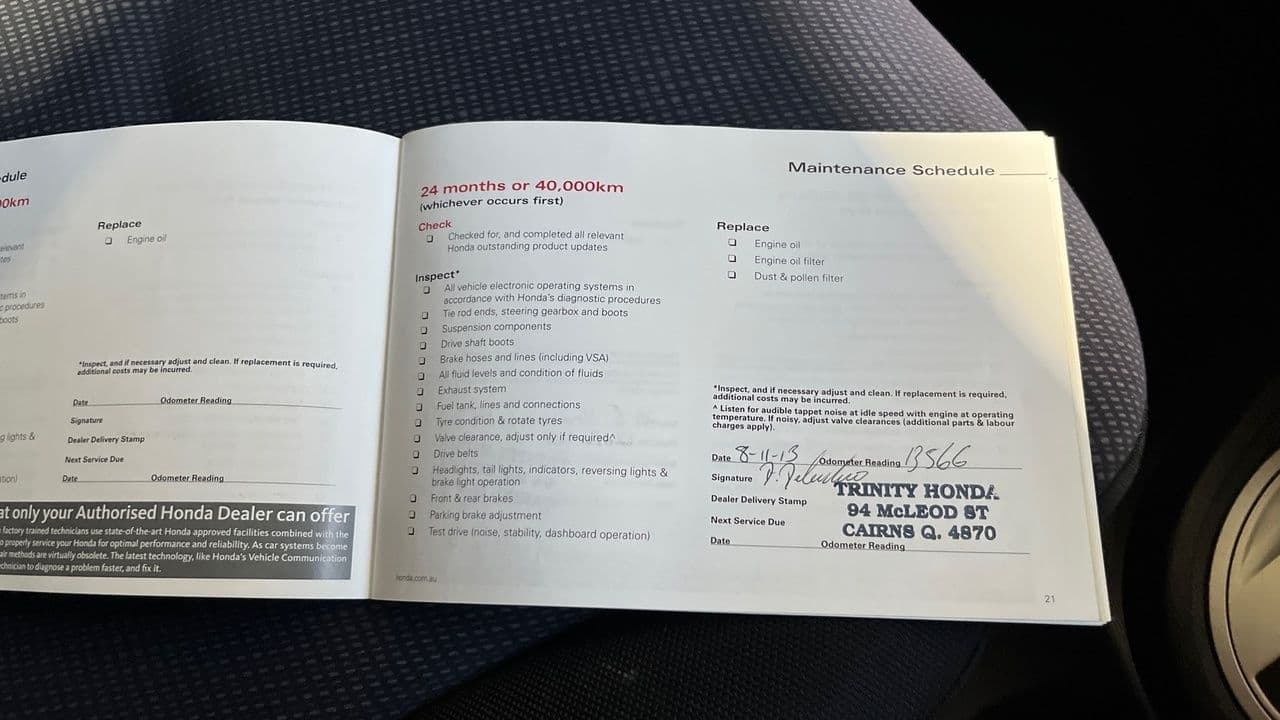 Replace
Engine oil
*Inspect, and if necessary adjust and clean. If replacement is required,
additional costs may be incurred.
Date Odometer Reading
Signature
Dealer Delivery Stamp
Next Service Due
Date Odometer Reading
lights &
your Authorised Honda Dealer can offer
factory trained technicians use state-of-the-art Honda approved facilities combined with the
properly service your Honda for optimal performance and reliability. As car systems become
methods are virtually obsolete. The latest technology, like Honda's Vehicle Communication
to diagnose a problem faster, and fix it.
Maintenance Schedule
24 months or 40,000km
(whichever occurs first)
Check
Checked for, and completed all relevant
Honda outstanding product updates
Inspect*
All vehicle electronic operating systems in
accordance with Honda's diagnostic procedures
Tie rod ends, steering gearbox and boots
Suspension components
Drive shaft boots
Brake hoses and lines (including VSA)
All fluid levels and condition of fluids
Exhaust system
Fuel tank, lines and connections
Tyre condition & rotate tyres
Valve clearance, adjust only if required^
Drive belts
Headlights, tail lights, indicators, reversing lights &
brake light operation
Front & rear brakes
Parking brake adjustment
Test drive (noise, stability, dashboard operation)
honda.com.au
Replace
Engine oil
Engine oil filter
Dust & pollen filter
*Inspect, and if necessary adjust and clean. If replacement is required,
additional costs may be incurred.
^ Listen for audible tappet noise at idle speed with engine at operating
temperature. If noisy, adjust valve clearances (additional parts & labour
charges apply).
Date 8-11-13 Odometer Reading 13566
Signature
TRINITY HONDA
Dealer Delivery Stamp
94 McLEOD ST
Next Service Due
CAIRNS Q. 4870
Date Odometer Reading
21